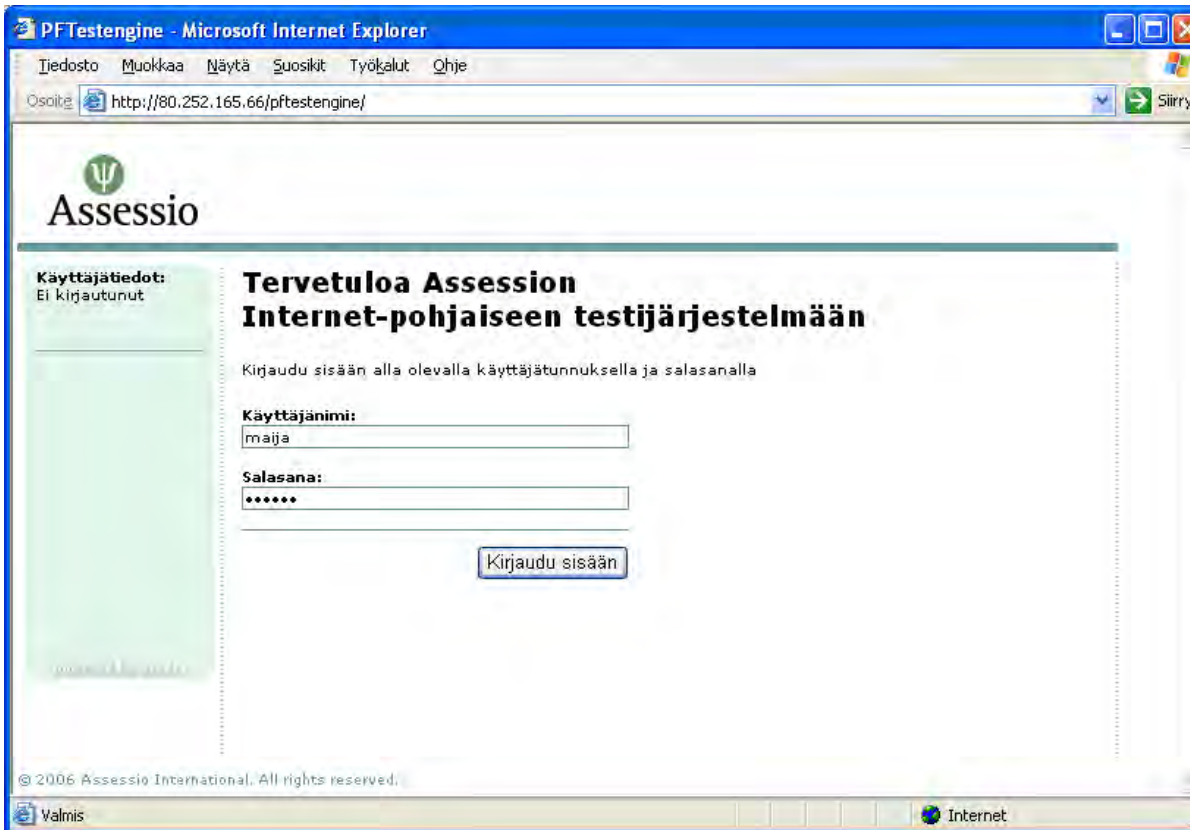 PFTestengine - Microsoft Internet Explorer
Tiedosto Muokkaa Näytä Suosikit Työkalut Ohje
Osoite http://80.252.165.66/pftestengine/ Siirry
Ψ
Assessio
Käyttäjätiedot:
Ei kirjautunut
Tervetuloa Assession
Internet-pohjaiseen testijärjestelmään
Kirjaudu sisään alla olevalla käyttäjätunnuksella ja salasanalla
Käyttäjänimi:
maija
Salasana:
••••••
Kirjaudu sisään
© 2006 Assessio International. All rights reserved.
Valmis Internet